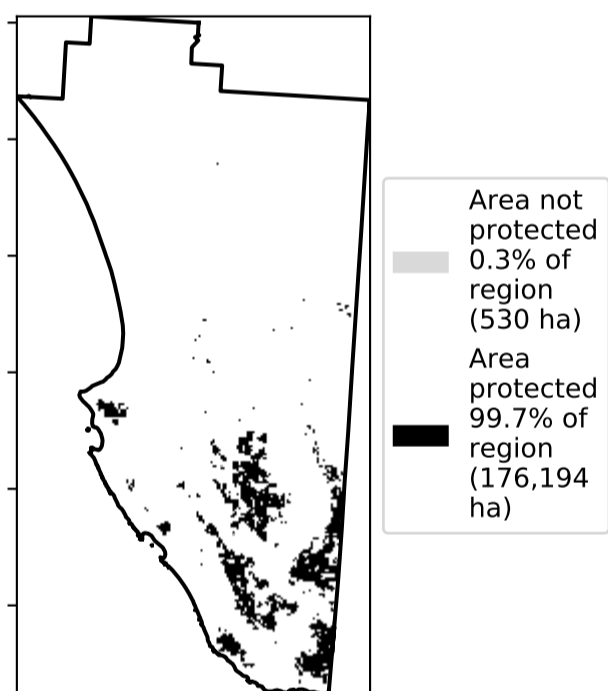 Area not
protected
0.3% of
region
(530 ha)
Area
protected
99.7% of
region
(176,194
ha)